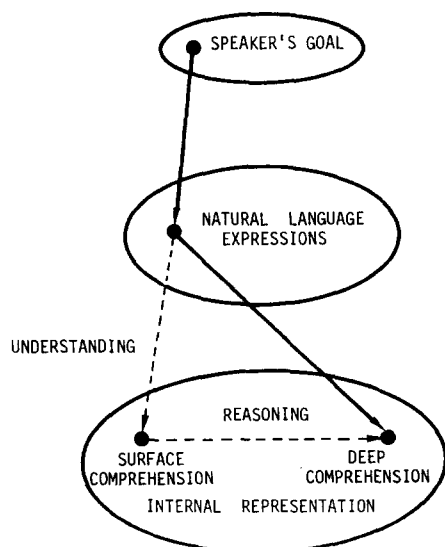 SPEAKER'S GOAL
NATURAL LANGUAGE
EXPRESSIONS
UNDERSTANDING
REASONING
SURFACE
COMPREHENSION
DEEP
COMPREHENSION
INTERNAL REPRESENTATION